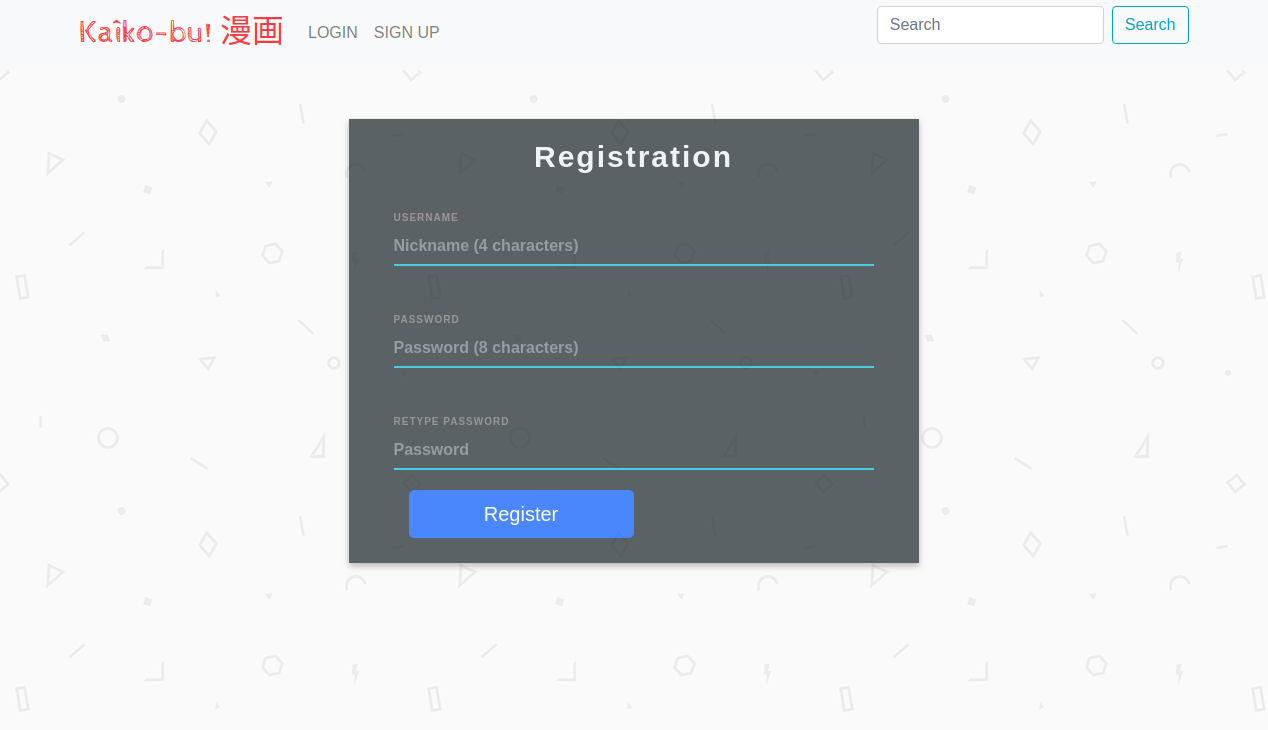 Kaîko-bu! 漫画 LOGIN SIGN UP Search Search
Registration
USERNAME
Nickname (4 characters)
PASSWORD
Password (8 characters)
RETYPE PASSWORD
Password
Register